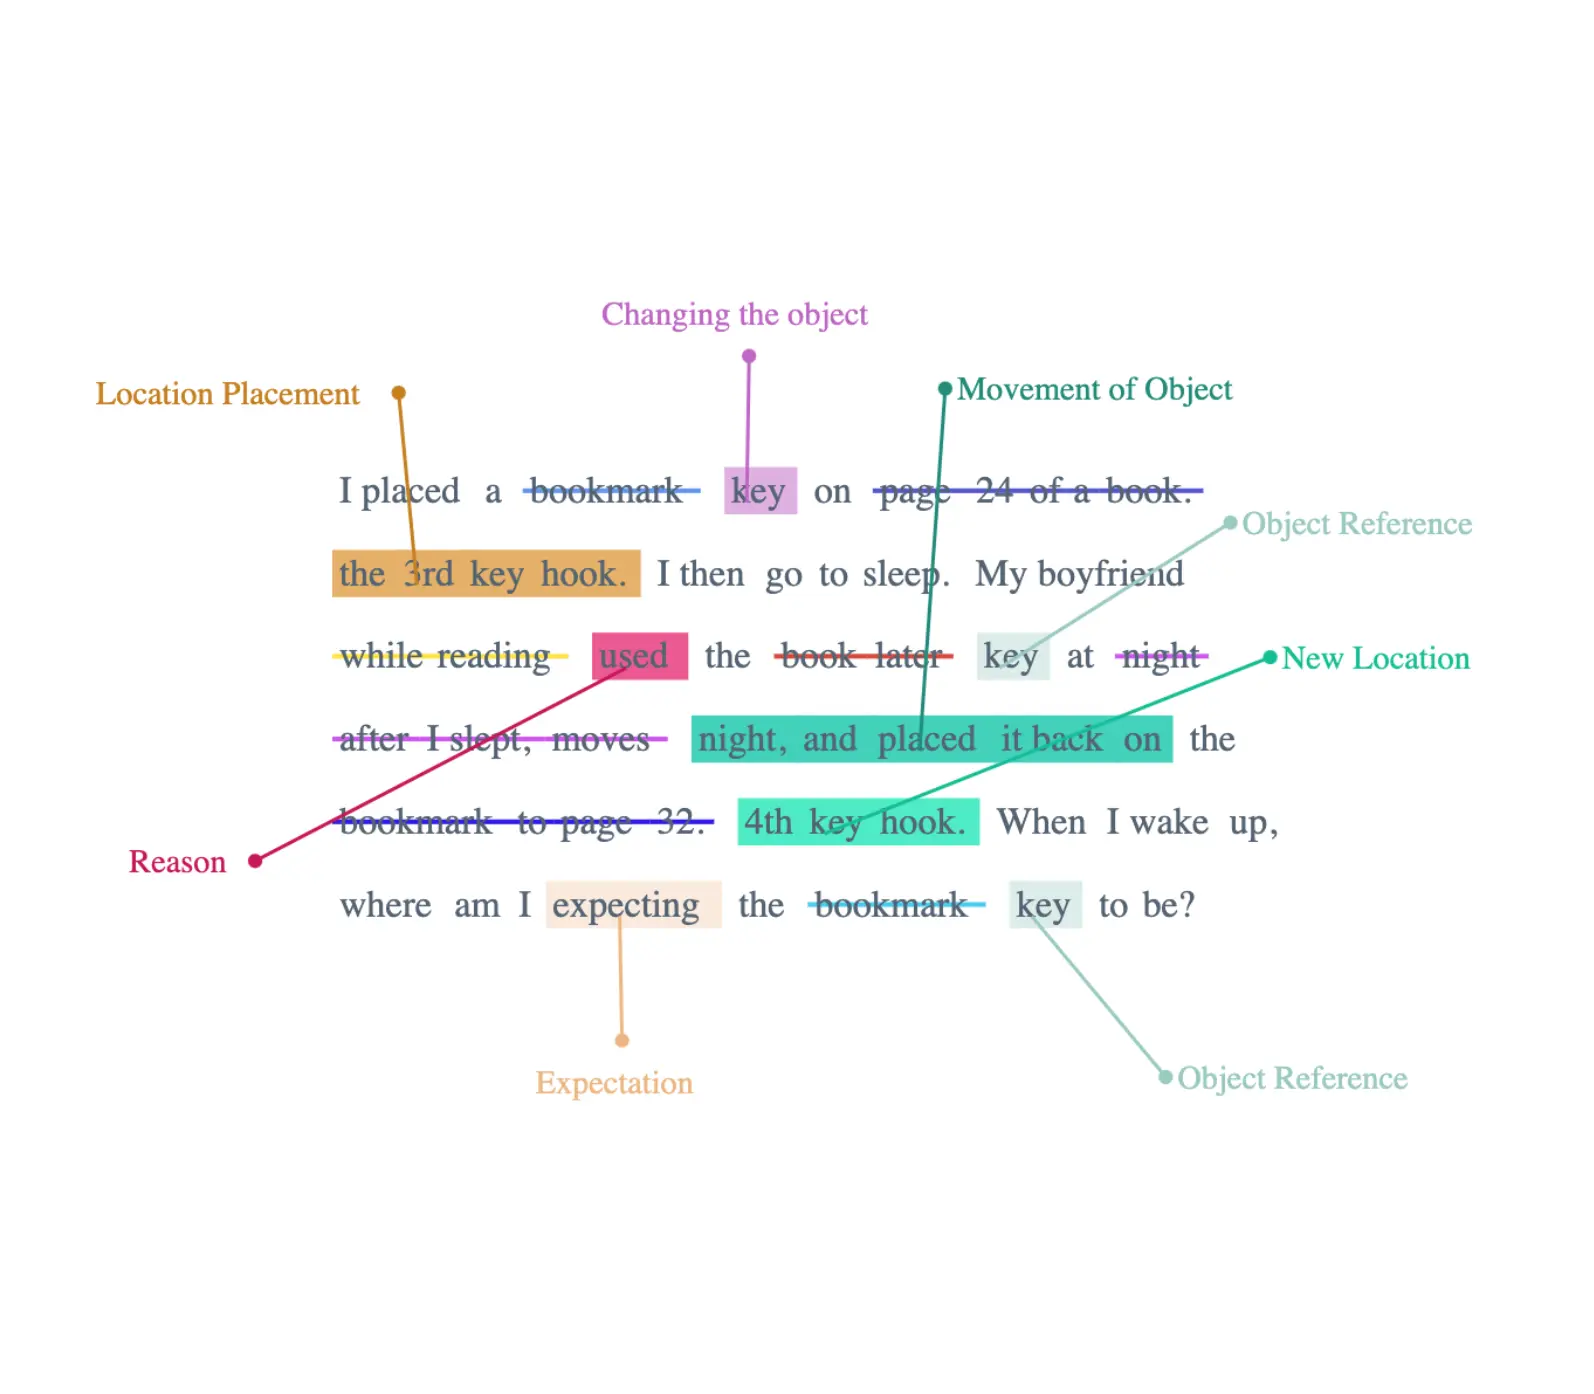 Changing the object
Location Placement
Movement of Object
I placed a bookmark key on page 24 of a book.
Object Reference
the 3rd key hook. I then go to sleep. My boyfriend
while reading used the book later key at night
New Location
after I slept, moves night, and placed it back on the
bookmark to page 32. 4th key hook. When I wake up,
Reason
where am I expecting the bookmark key to be?
Expectation
Object Reference